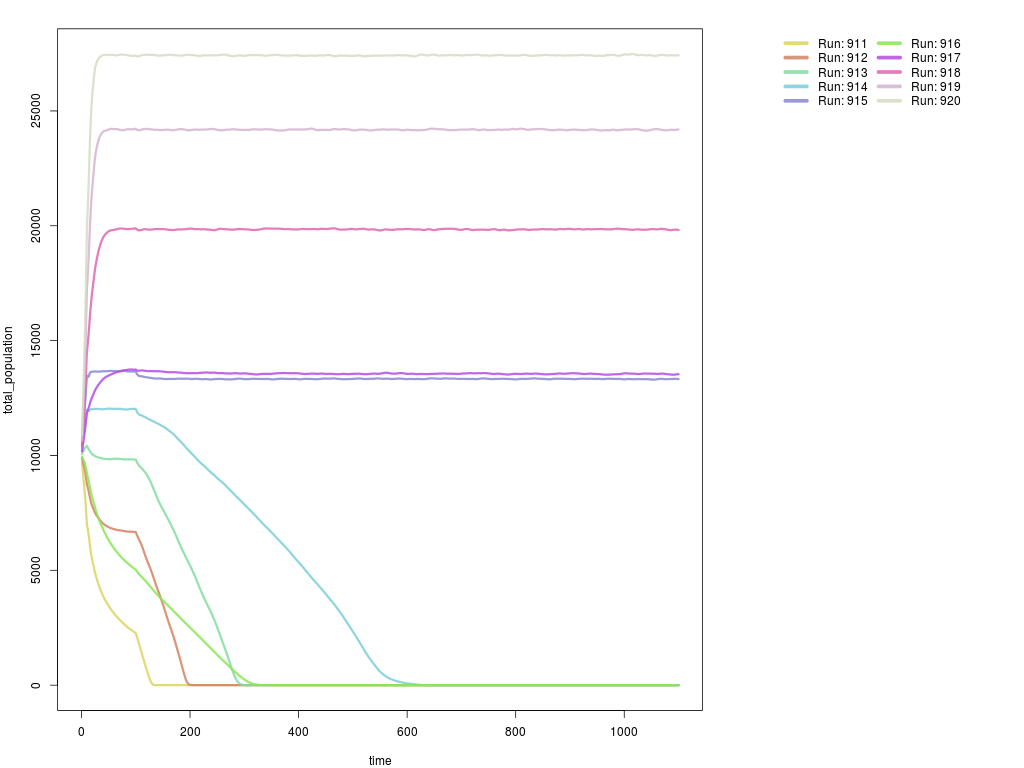 Run: 911
Run: 912
Run: 913
Run: 914
Run: 915
Run: 916
Run: 917
Run: 918
Run: 919
Run: 920
total_population
25000
20000
15000
10000
5000
0
0 200 400 600 800 1000
time